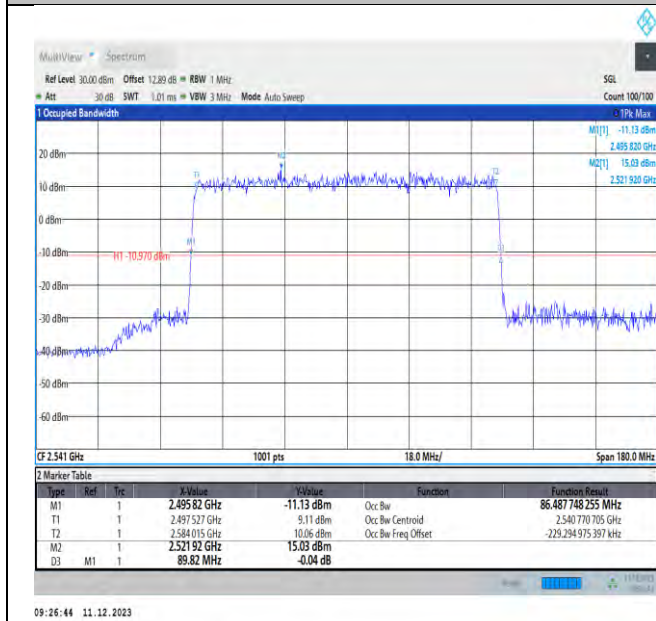 MultiView Spectrum
Ref Level 30.00 dBm Offset 12.89 dB RBW 1 MHz SGL
Att 30 dB SWT 1.01 ms VBW 3 MHz Mode Auto Sweep Count 100/100
1 Occupied Bandwidth 1Pk Max
M1[1] -11.13 dBm
2.495 820 GHz
M2[1] 15.03 dBm
2.521 920 GHz
20 dBm
M2
T1
T2
10 dBm
0 dBm
M1
-10 dBm
H1 -10.970 dBm
-20 dBm
-30 dBm
-40 dBm
-50 dBm
-60 dBm
CF 2.541 GHz 1001 pts 18.0 MHz/ Span 180.0 MHz
2 Marker Table
Type Ref Trc X-Value Y-Value Function Function Result
M1 1 2.495 82 GHz -11.13 dBm Occ Bw 86.487 748 255 MHz
T1 1 2.497 527 GHz 9.11 dBm Occ Bw Centroid 2.540 770 705 GHz
T2 1 2.584 015 GHz 10.06 dBm Occ Bw Freq Offset -229.294 975 397 kHz
M2 1 2.521 92 GHz 15.03 dBm
D3 M1 1 89.82 MHz -0.04 dB
09:26:44 11.12.2023